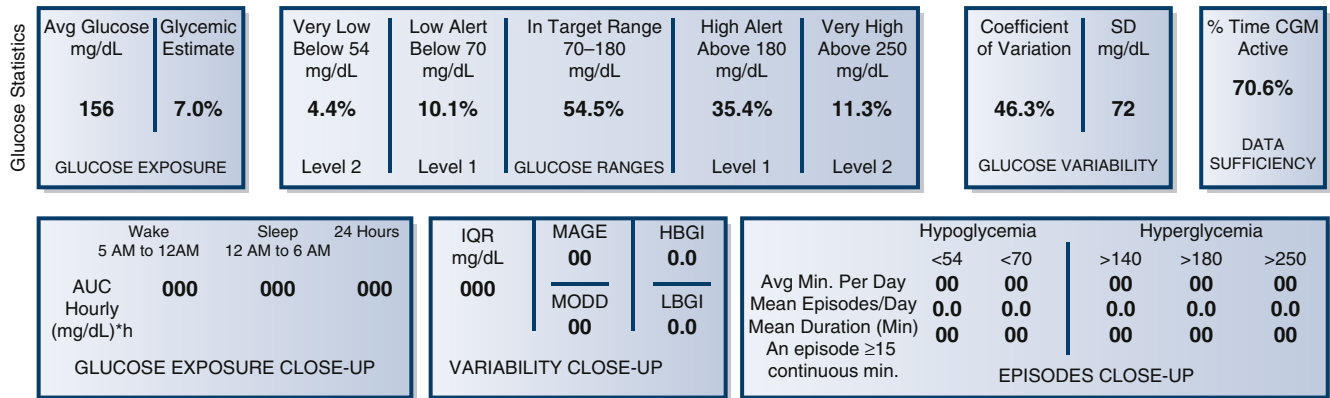 Glucose Statistics
Avg Glucose
mg/dL
156
Glycemic
Estimate
7.0%
GLUCOSE EXPOSURE
Very Low
Below 54
mg/dL
4.4%
Level 2
Low Alert
Below 70
mg/dL
10.1%
Level 1
In Target Range
70–180
mg/dL
54.5%
GLUCOSE RANGES
High Alert
Above 180
mg/dL
35.4%
Level 1
Very High
Above 250
mg/dL
11.3%
Level 2
Coefficient
of Variation
46.3%
SD
mg/dL
72
GLUCOSE VARIABILITY
% Time CGM
Active
70.6%
DATA
SUFFICIENCY
Wake Sleep 24 Hours
5 AM to 12AM 12 AM to 6 AM
AUC 000 000 000
Hourly
(mg/dL)*h
GLUCOSE EXPOSURE CLOSE-UP
IQR
mg/dL
000
MAGE
00
MODD
00
HBGI
0.0
LBGI
0.0
VARIABILITY CLOSE-UP
Hypoglycemia Hyperglycemia
<54 <70 >140 >180 >250
Avg Min. Per Day 00 00 00 00 00
Mean Episodes/Day 0.0 0.0 0.0 0.0 0.0
Mean Duration (Min) 00 00 00 00 00
An episode ≥15
continuous min.
EPISODES CLOSE-UP